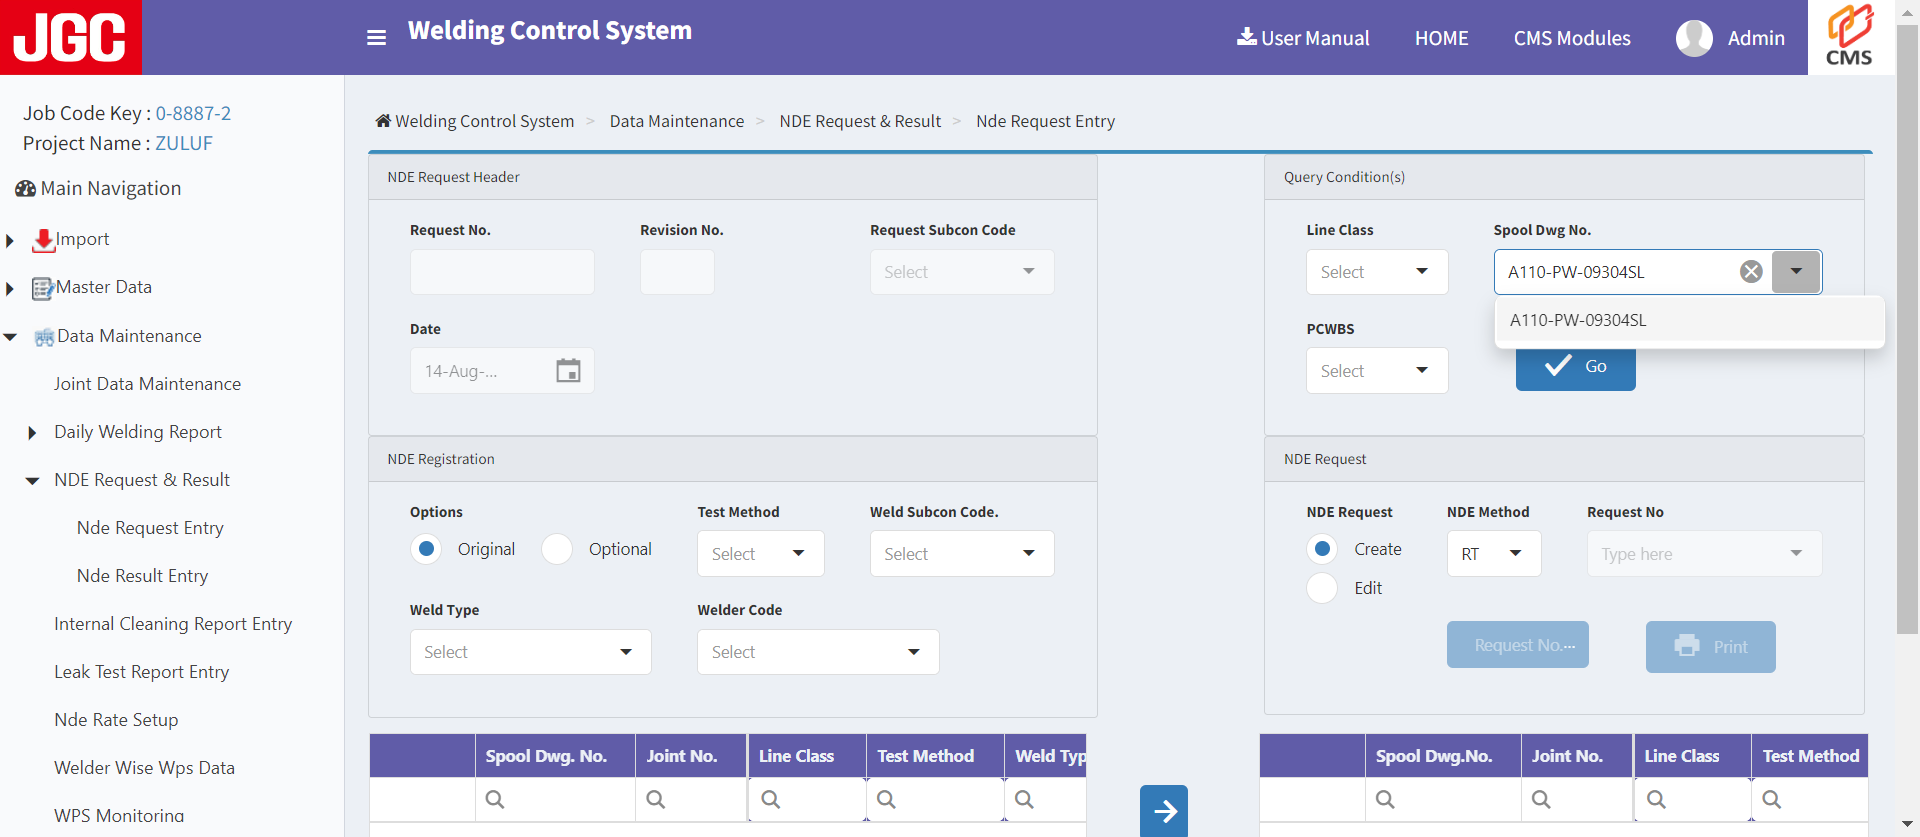 JGC
Welding Control System
User Manual
HOME
CMS Modules
Admin
CMS
Job Code Key : 0-8887-2
Project Name : ZULUF
Main Navigation
Import
Master Data
Data Maintenance
Joint Data Maintenance
Daily Welding Report
NDE Request & Result
Nde Request Entry
Nde Result Entry
Internal Cleaning Report Entry
Leak Test Report Entry
Nde Rate Setup
Welder Wise Wps Data
WPS Monitoring
Welding Control System > Data Maintenance > NDE Request & Result > Nde Request Entry
NDE Request Header
Request No.
Revision No.
Request Subcon Code
Select
Date
14-Aug-...
Query Condition(s)
Line Class
Spool Dwg No.
Select
A110-PW-09304SL
A110-PW-09304SL
PCWBS
Select
Go
NDE Registration
Options
Test Method
Weld Subcon Code.
Original
Optional
Select
Select
Weld Type
Welder Code
Select
Select
NDE Request
NDE Request
NDE Method
Request No
Create
RT
Type here
Edit
Request No....
Print
Spool Dwg. No.
Joint No.
Line Class
Test Method
Weld Typ
Spool Dwg.No.
Joint No.
Line Class
Test Method